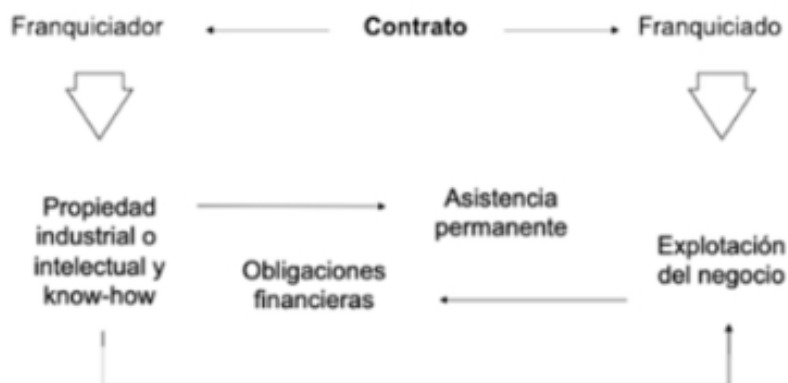 Franquiciador
Contrato
Franquiciado
Propiedad
industrial o
intelectual y
know-how
Asistencia
permanente
Obligaciones
financieras
Explotación
del negocio